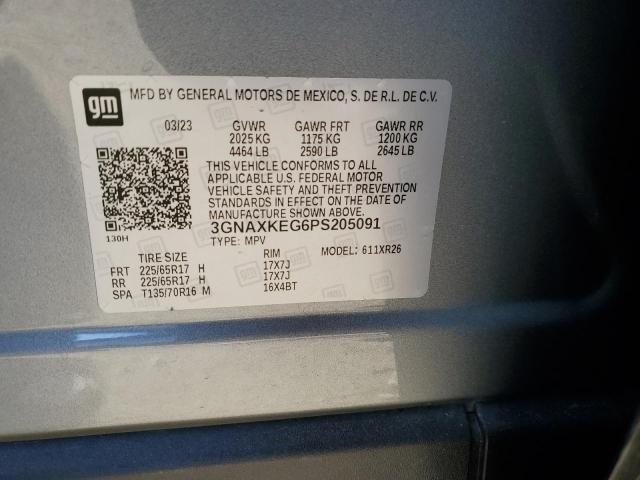 gm
MFD BY GENERAL MOTORS DE MEXICO, S. DE R.L. DE C.V.
03/23 GVWR GAWR FRT GAWR RR
2025 KG 1175 KG 1200 KG
4464 LB 2590 LB 2645 LB
THIS VEHICLE CONFORMS TO ALL
APPLICABLE U.S. FEDERAL MOTOR
VEHICLE SAFETY AND THEFT PREVENTION
STANDARDS IN EFFECT ON THE DATE OF
MANUFACTURE SHOWN ABOVE.
3GNAXKEG6PS205091
130H
TYPE: MPV MODEL: 611XR26
TIRE SIZE RIM
FRT 225/65R17 H 17X7J
RR 225/65R17 H 17X7J
SPA T135/70R16 M 16X4BT